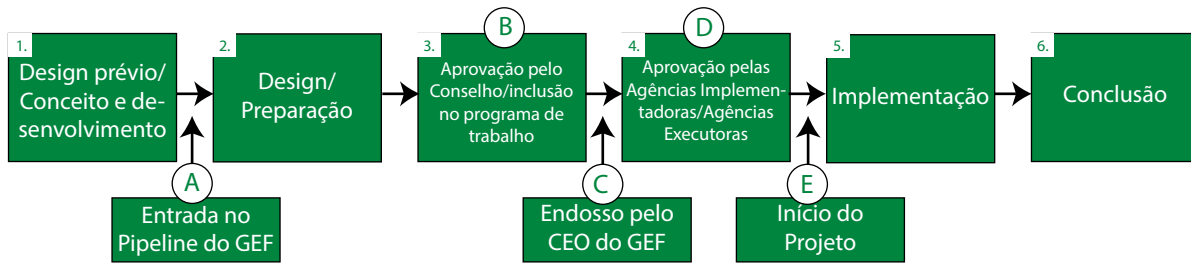 1.
Design prévio/
Conceito e de-
senvolvimento
A
Entrada no
Pipeline do GEF
2.
Design/
Preparação
B
3.
Aprovação pelo
Conselho/inclusão
no programa de
trabalho
C
Endosso pelo
CEO do GEF
D
4.
Aprovação pelas
Agências Implemen-
tadoras/Agências
Executoras
E
Início do
Projeto
5.
Implementação
6.
Conclusão